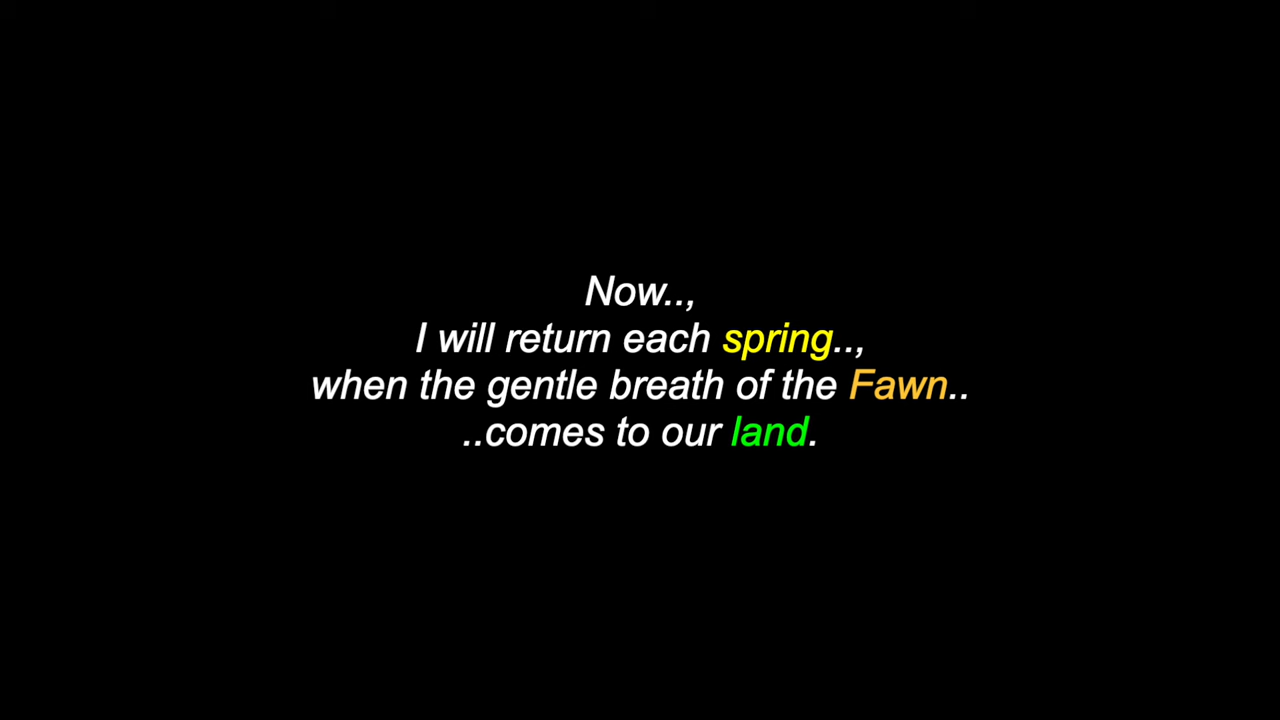 Now..,
I will return each spring..,
when the gentle breath of the Fawn..
..comes to our land.